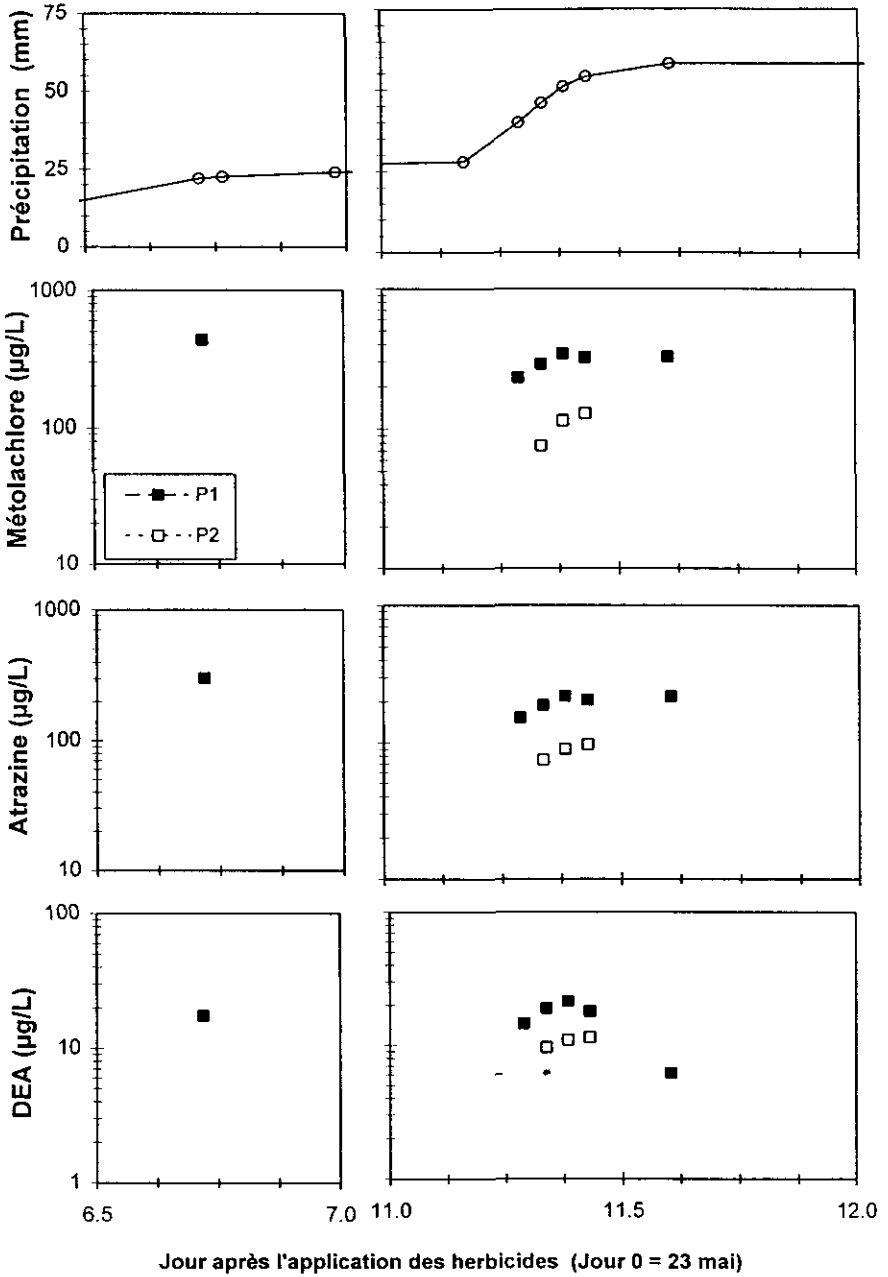 Précipitation (mm)
75
50
25
0
Métolachlore (µg/L)
1000
100
10
P1
P2
Atrazine (µg/L)
1000
100
10
DEA (µg/L)
100
10
1
6.5
7.0
11.0
11.5
12.0
Jour après l'application des herbicides (Jour 0 = 23 mai)